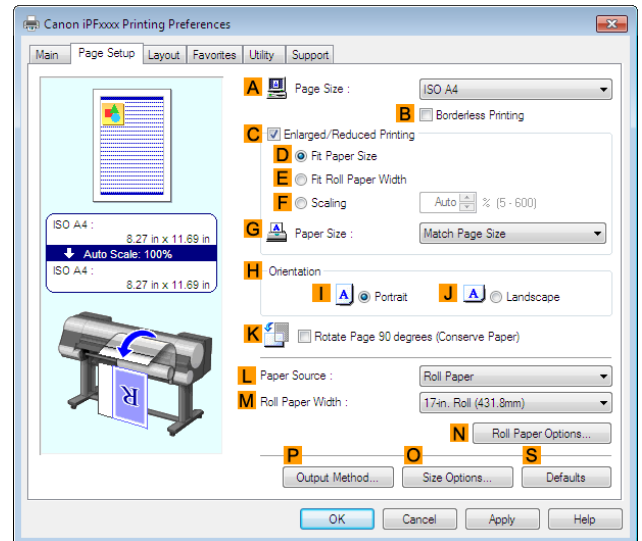 Canon iPFxxxx Printing Preferences
Main Page Setup Layout Favorites Utility Support
A Page Size : ISO A4
B Borderless Printing
C Enlarged/Reduced Printing
D Fit Paper Size
E Fit Roll Paper Width
F Scaling Auto % (5 - 600)
ISO A4 :
8.27 in x 11.69 in
Auto Scale: 100%
ISO A4 :
8.27 in x 11.69 in
G Paper Size : Match Page Size
H Orientation
I A Portrait J A Landscape
K Rotate Page 90 degrees (Conserve Paper)
R
L Paper Source : Roll Paper
M Roll Paper Width : 17-in. Roll (431.8mm)
N Roll Paper Options...
P O S
Output Method... Size Options... Defaults
OK Cancel Apply Help